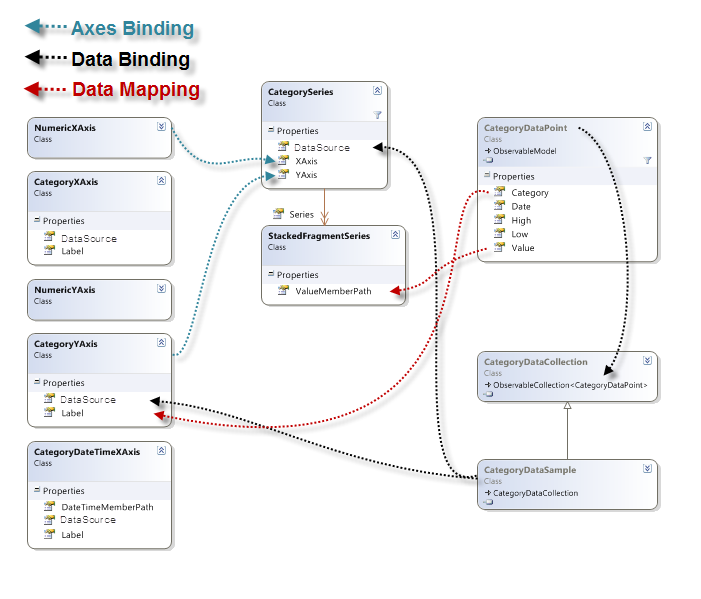 Axes Binding
Data Binding
Data Mapping
NumericXAxis
Class
CategoryXAxis
Class
Properties
DataSource
Label
NumericYAxis
Class
CategoryYAxis
Class
Properties
DataSource
Label
CategoryDateTimeXAxis
Class
Properties
DateTimeMemberPath
DataSource
Label
CategorySeries
Class
Properties
DataSource
XAxis
YAxis
Series
StackedFragmentSeries
Class
Properties
ValueMemberPath
CategoryDataPoint
Class
ObservableModel
Properties
Category
Date
High
Low
Value
CategoryDataCollection
Class
ObservableCollection<CategoryDataPoint>
CategoryDataSample
Class
CategoryDataCollection